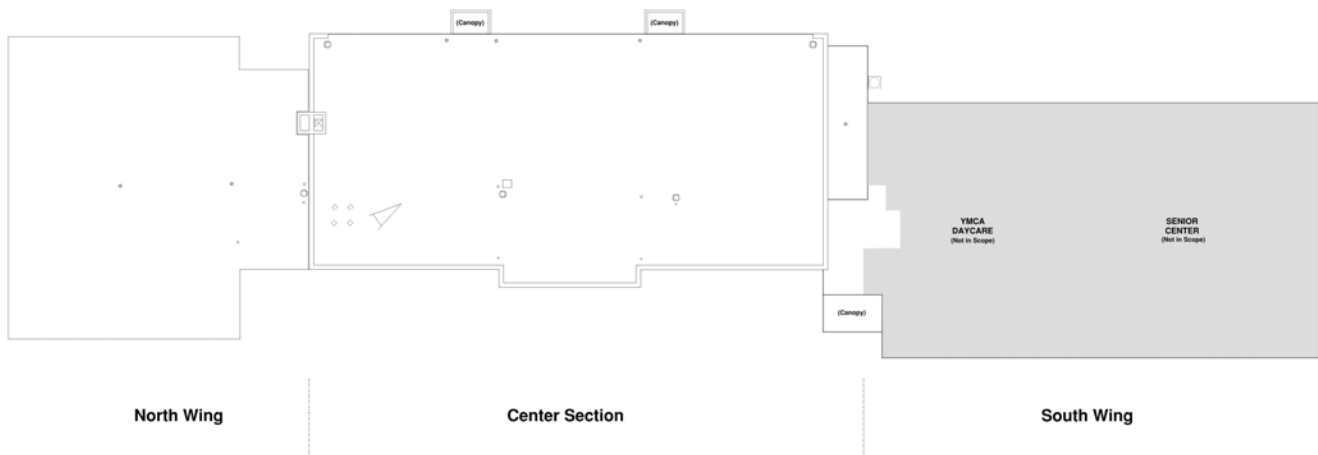 (Canopy)
(Canopy)
YMCA
DAYCARE
(Not in Scope)
SENIOR
CENTER
(Not in Scope)
(Canopy)
North Wing
Center Section
South Wing